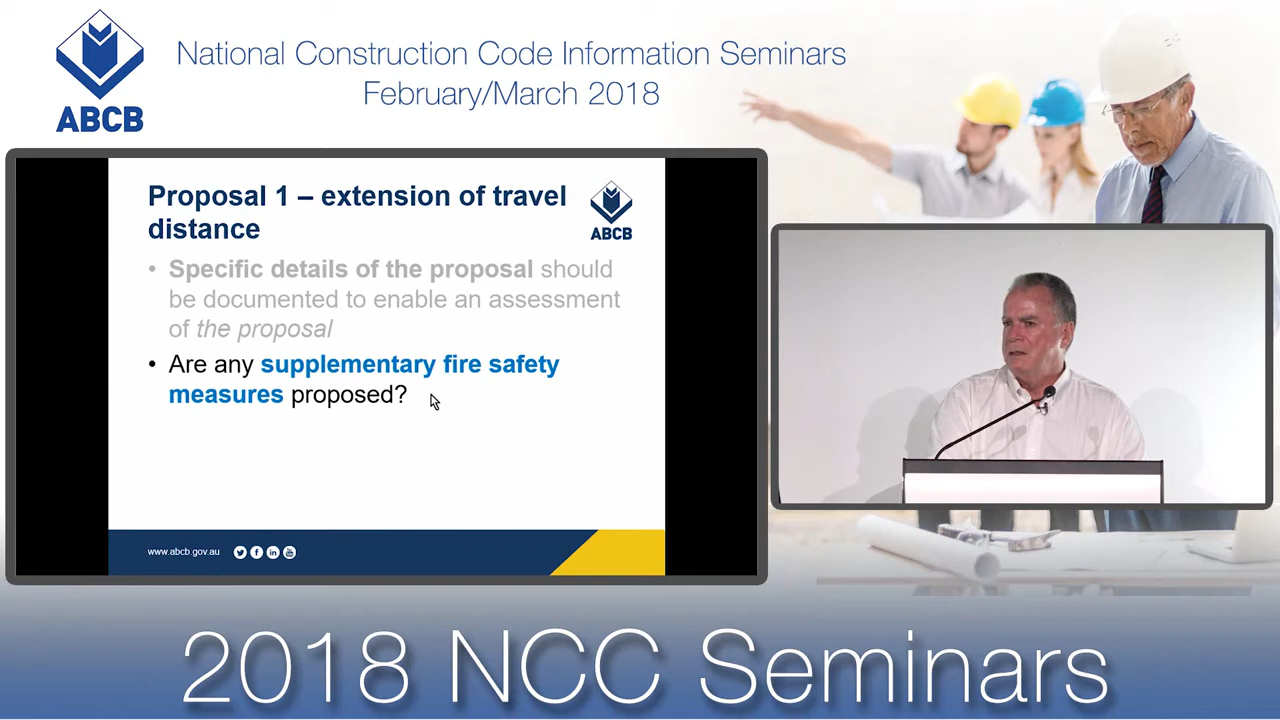 ABCB
National Construction Code Information Seminars
February/March 2018
Proposal 1 – extension of travel
distance
ABCB
• Specific details of the proposal should
be documented to enable an assessment
of the proposal
• Are any supplementary fire safety
measures proposed?
www.abcb.gov.au
2018 NCC Seminars